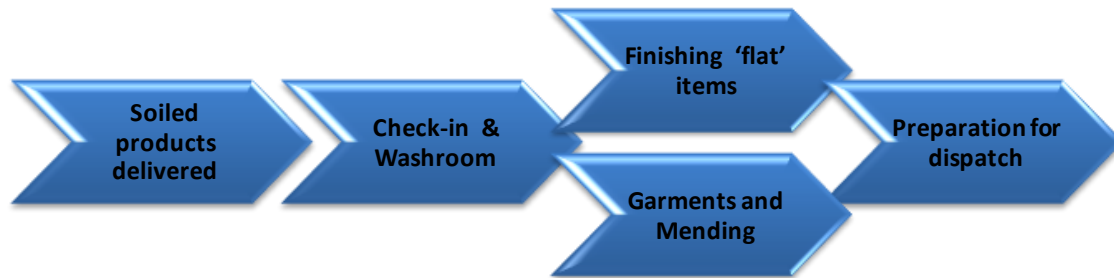 Soiled
products
delivered
Check-in &
Washroom
Finishing ‘flat’
items
Garments and
Mending
Preparation for
dispatch